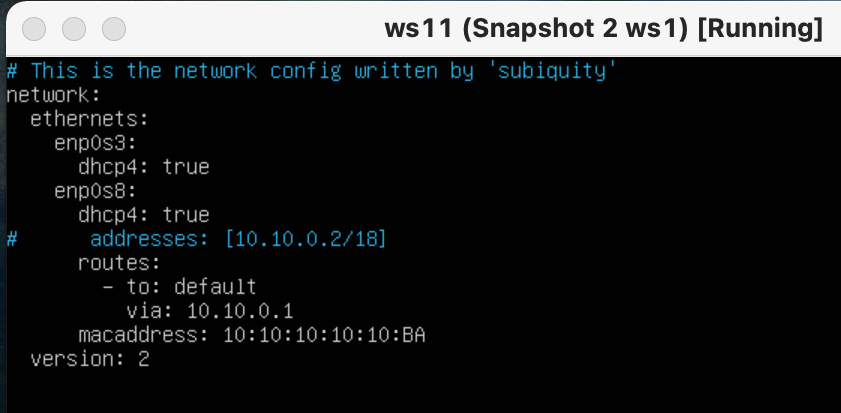 ws11 (Snapshot 2 ws1) [Running]
# This is the network config written by 'subiquity'
network:
  ethernets:
    enp0s3:
      dhcp4: true
    enp0s8:
      dhcp4: true
#      addresses: [10.10.0.2/18]
      routes:
        - to: default
          via: 10.10.0.1
      macaddress: 10:10:10:10:10:BA
  version: 2